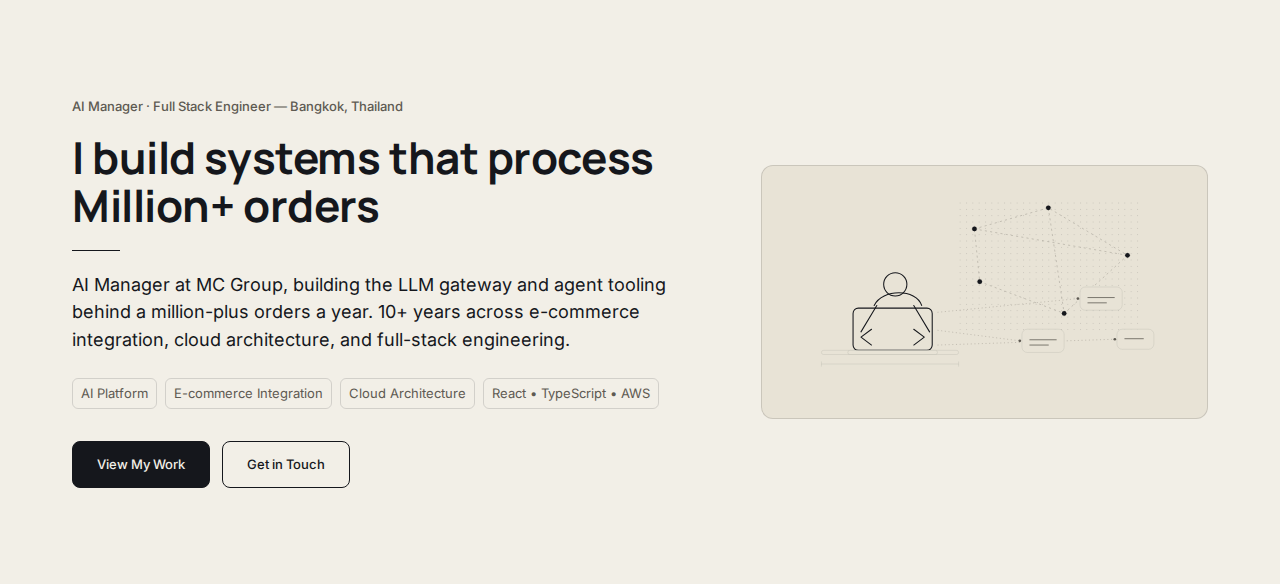 AI Manager · Full Stack Engineer — Bangkok, Thailand
I build systems that process
Million+ orders
AI Manager at MC Group, building the LLM gateway and agent tooling
behind a million-plus orders a year. 10+ years across e-commerce
integration, cloud architecture, and full-stack engineering.
AI Platform
E-commerce Integration
Cloud Architecture
React • TypeScript • AWS
View My Work
Get in Touch